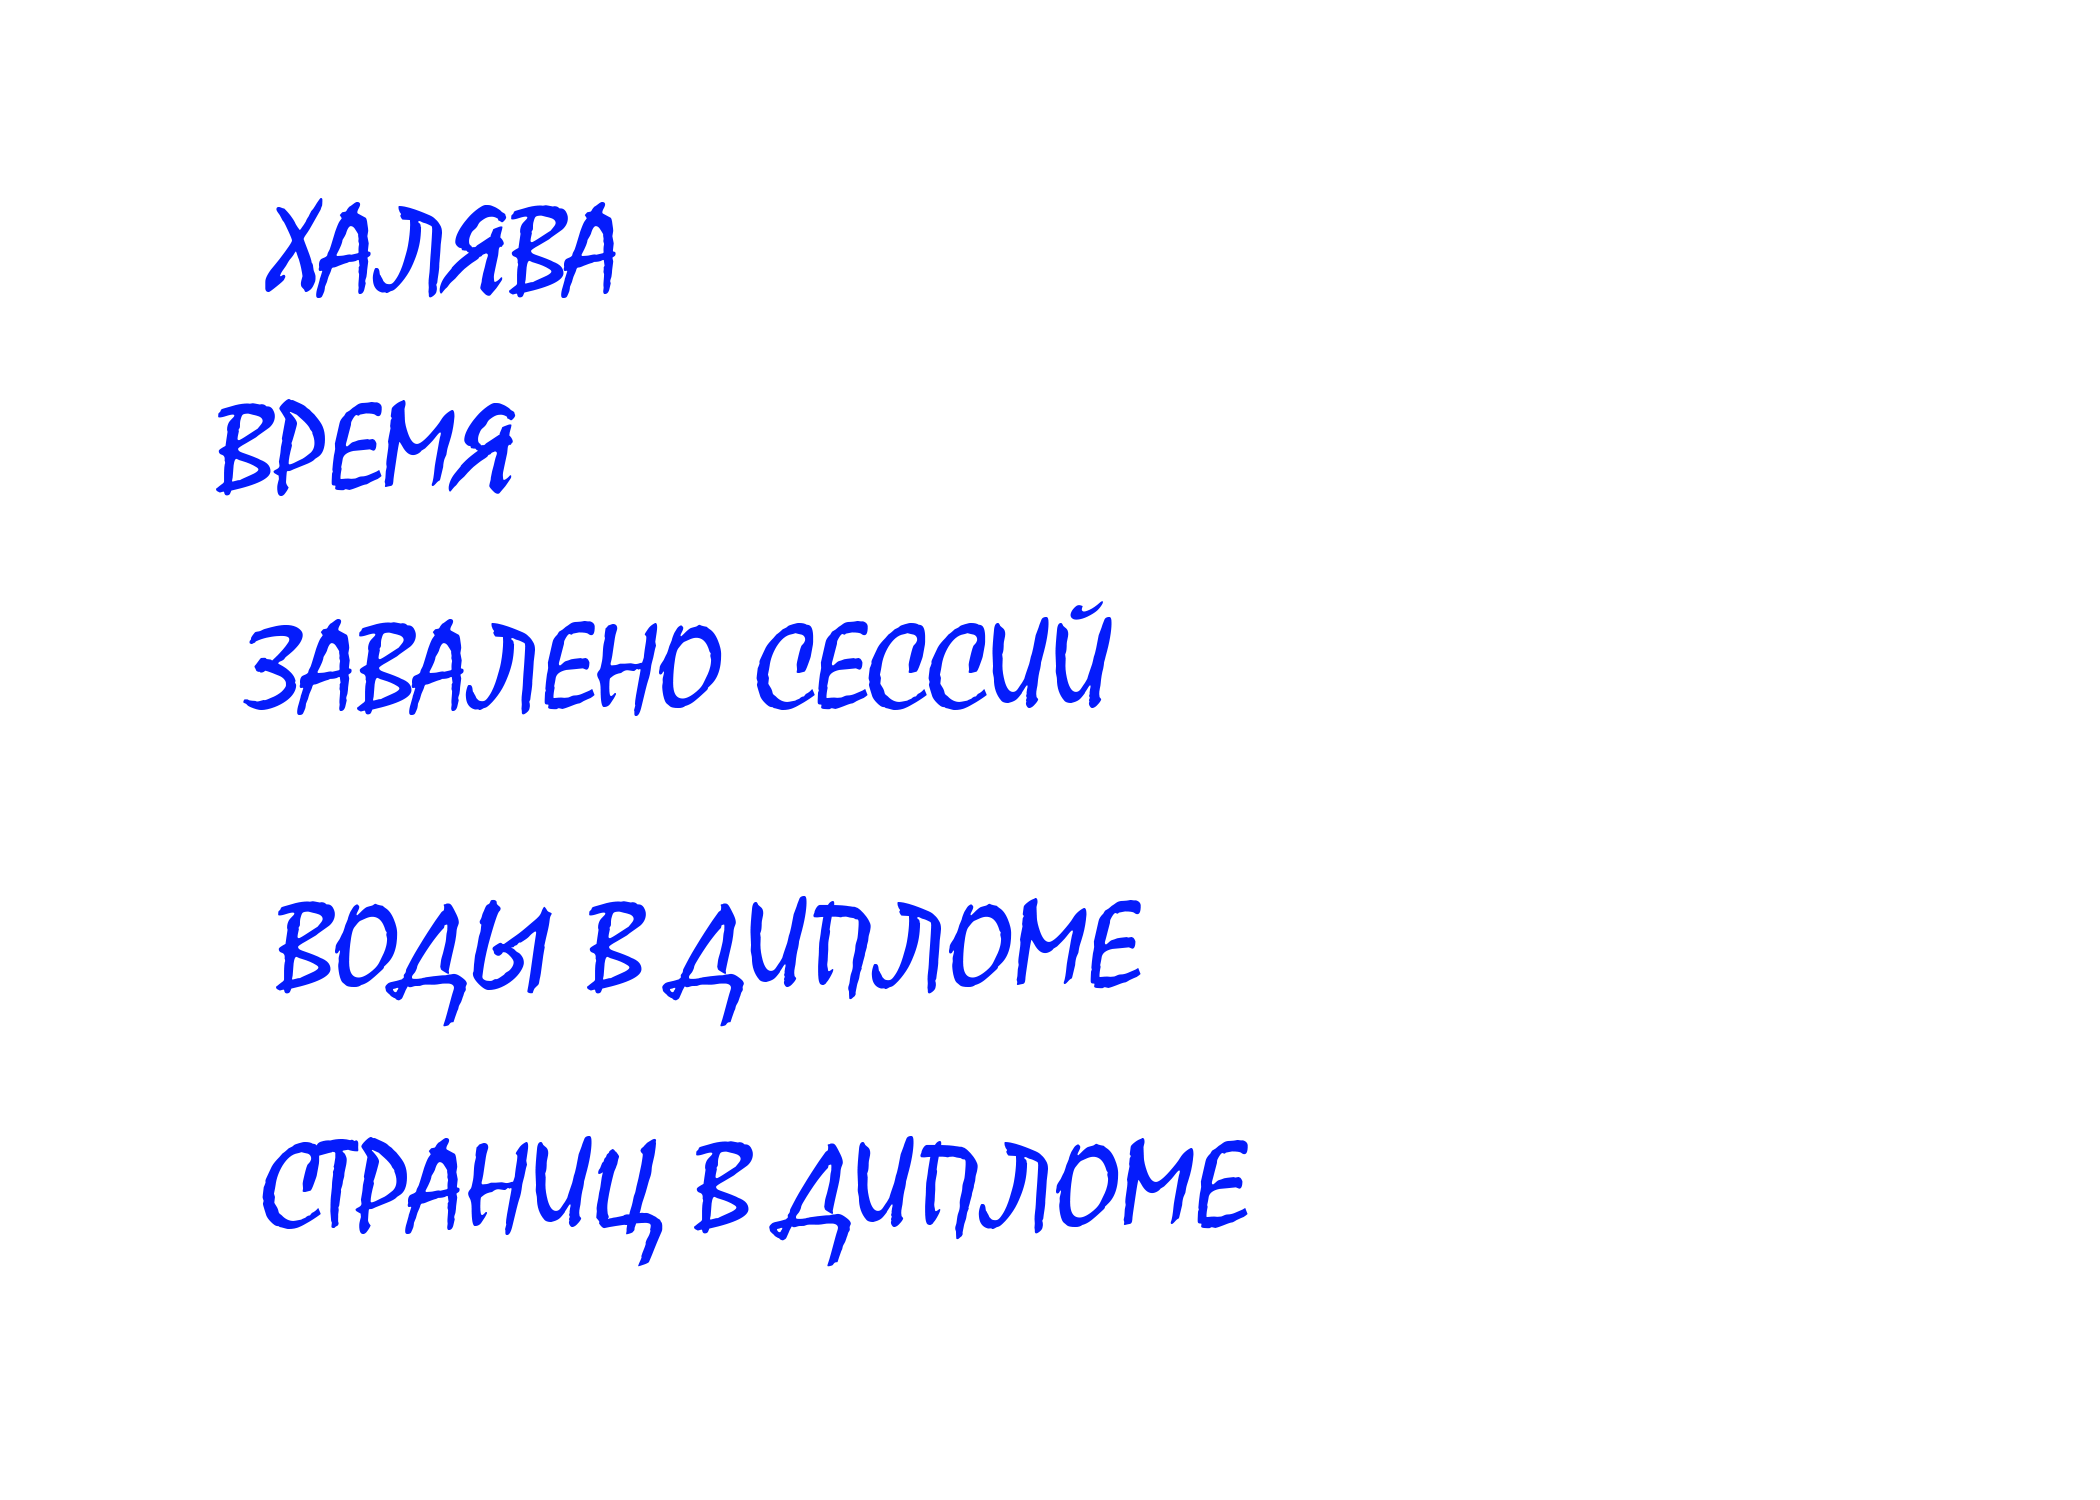 ХАЛЯВА
ВРЕМЯ
ЗАВАЛЕНО СЕССИЙ
ВОДЫ В ДИПЛОМЕ
СТРАНИЦ В ДИПЛОМЕ